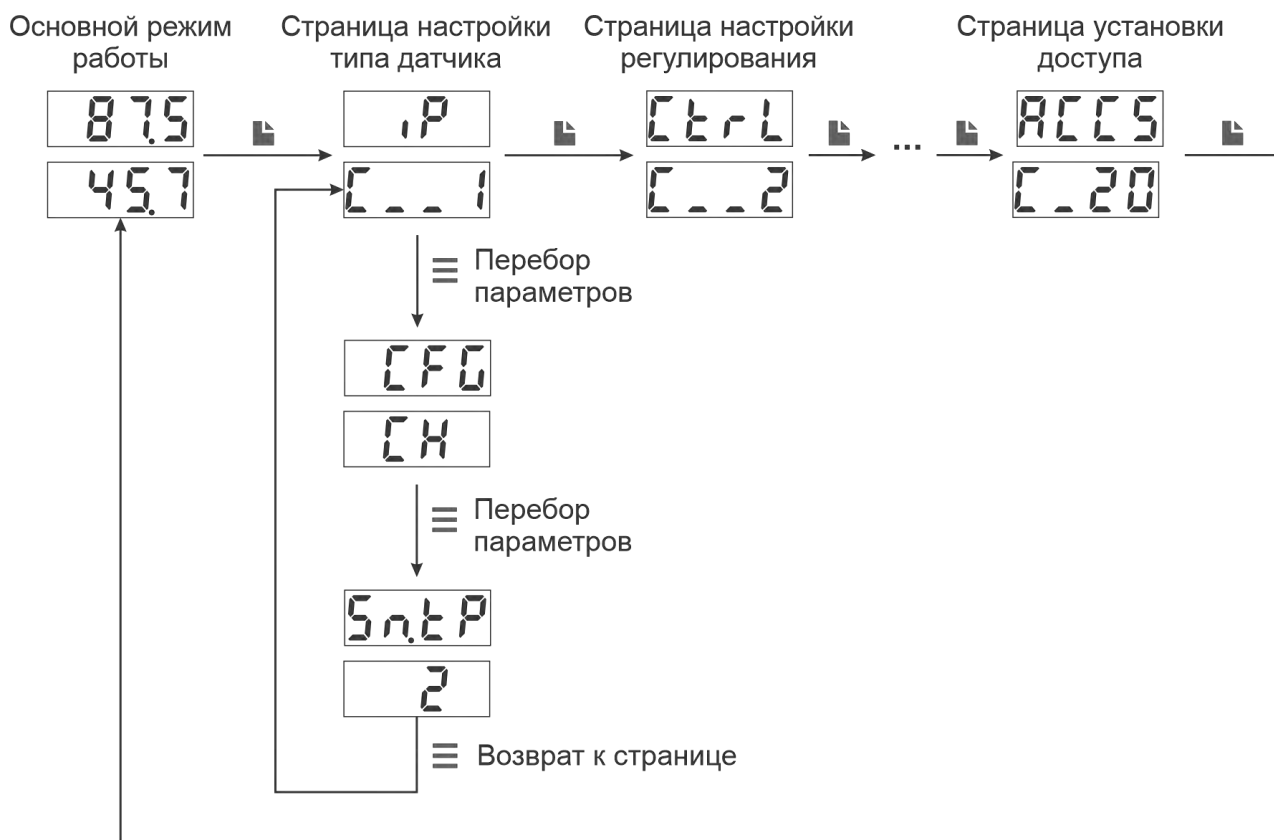 Основной режим
работы
Страница настройки
типа датчика
Страница настройки
регулирования
Страница установки
доступа
87.5
iP
CtrL
...
ACCS
45.7
C__1
C__2
C_20
Перебор
параметров
CFG
CH
Перебор
параметров
Sn.tP
2
Возврат к странице